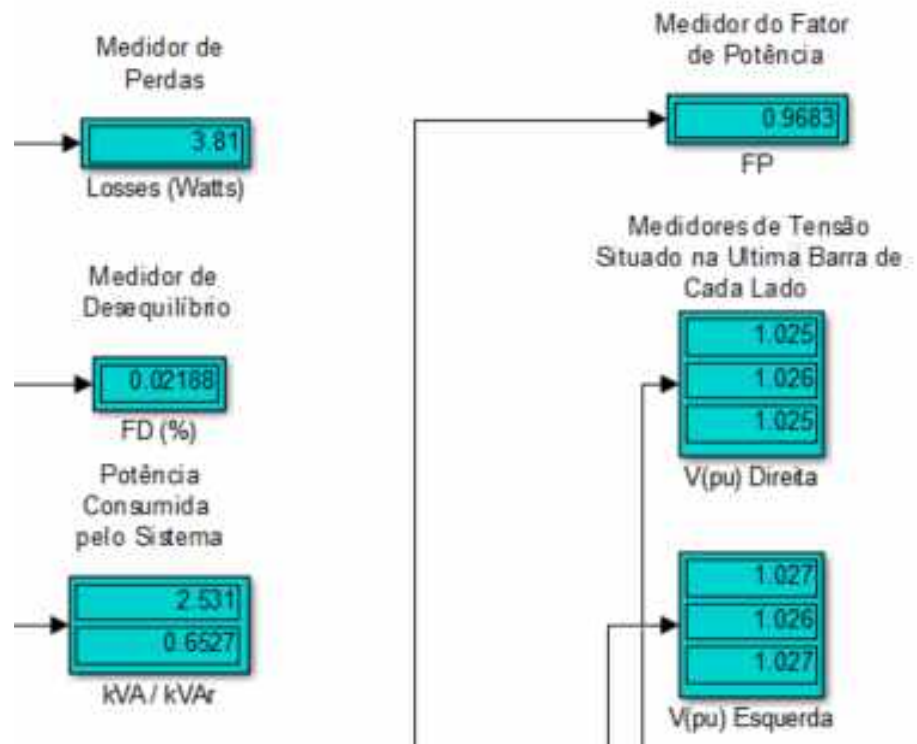 Medidor de
Perdas
3.81
Losses (Watts)
Medidor de
Desequilíbrio
0.02188
FD (%)
Potência
Consumida
pelo Sistema
2.531
0.6527
kVA / kVAr
Medidor do Fator
de Potência
0.9683
FP
Medidores de Tensão
Situado na Ultima Barra de
Cada Lado
1.025
1.026
1.025
V(pu) Direita
1.027
1.026
1.027
V(pu) Esquerda